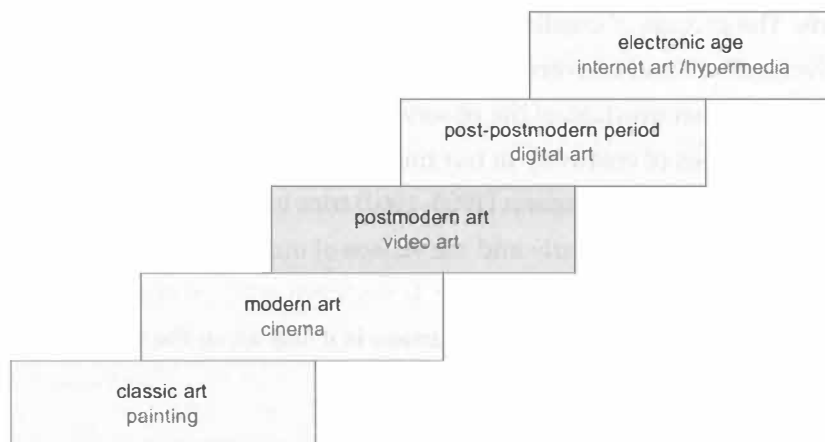 electronic age
internet art /hypermedia
post-postmodern period
digital art
postmodern art
video art
modern art
cinema
classic art
painting